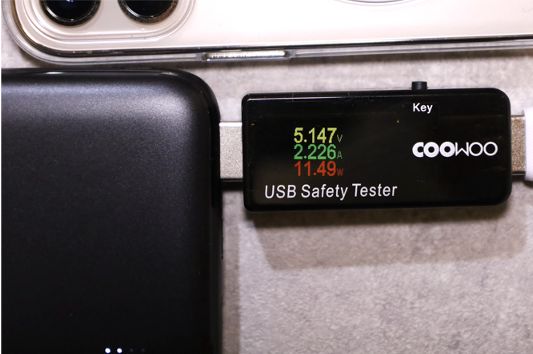 Key
5.147V
2.226A
11.49W
COOWOO
USB Safety Tester